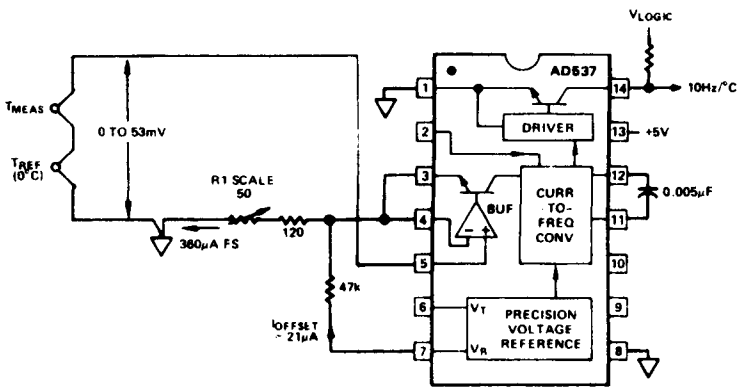 VLOGIC
AD537
1
14
10Hz/°C
TMEAS
0 TO 53mV
2
DRIVER
13
+5V
TREF
(0°C)
R1 SCALE
50
3
12
BUF
CURR
-TO-
FREQ
CONV
0.005µF
4
11
360µA FS
120
- +
5
10
47k
6
VT
PRECISION
VOLTAGE
REFERENCE
9
IOFFSET
~ 21µA
7
VR
8